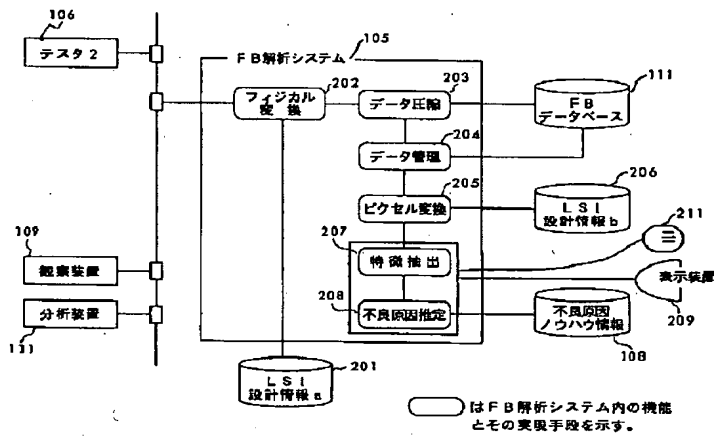 106
テスタ2
105
FB解析システム
202
フィジカル
変換
203
データ圧縮
111
FB
データベース
204
データ管理
205
ピクセル変換
206
LSI
設計情報b
211
207
特徴抽出
208
不良原因推定
表示装置
209
不良原因
ノウハウ情報
108
109
観察装置
分析装置
111
201
LSI
設計情報a
はFB解析システム内の機能
とその実現手段を示す。